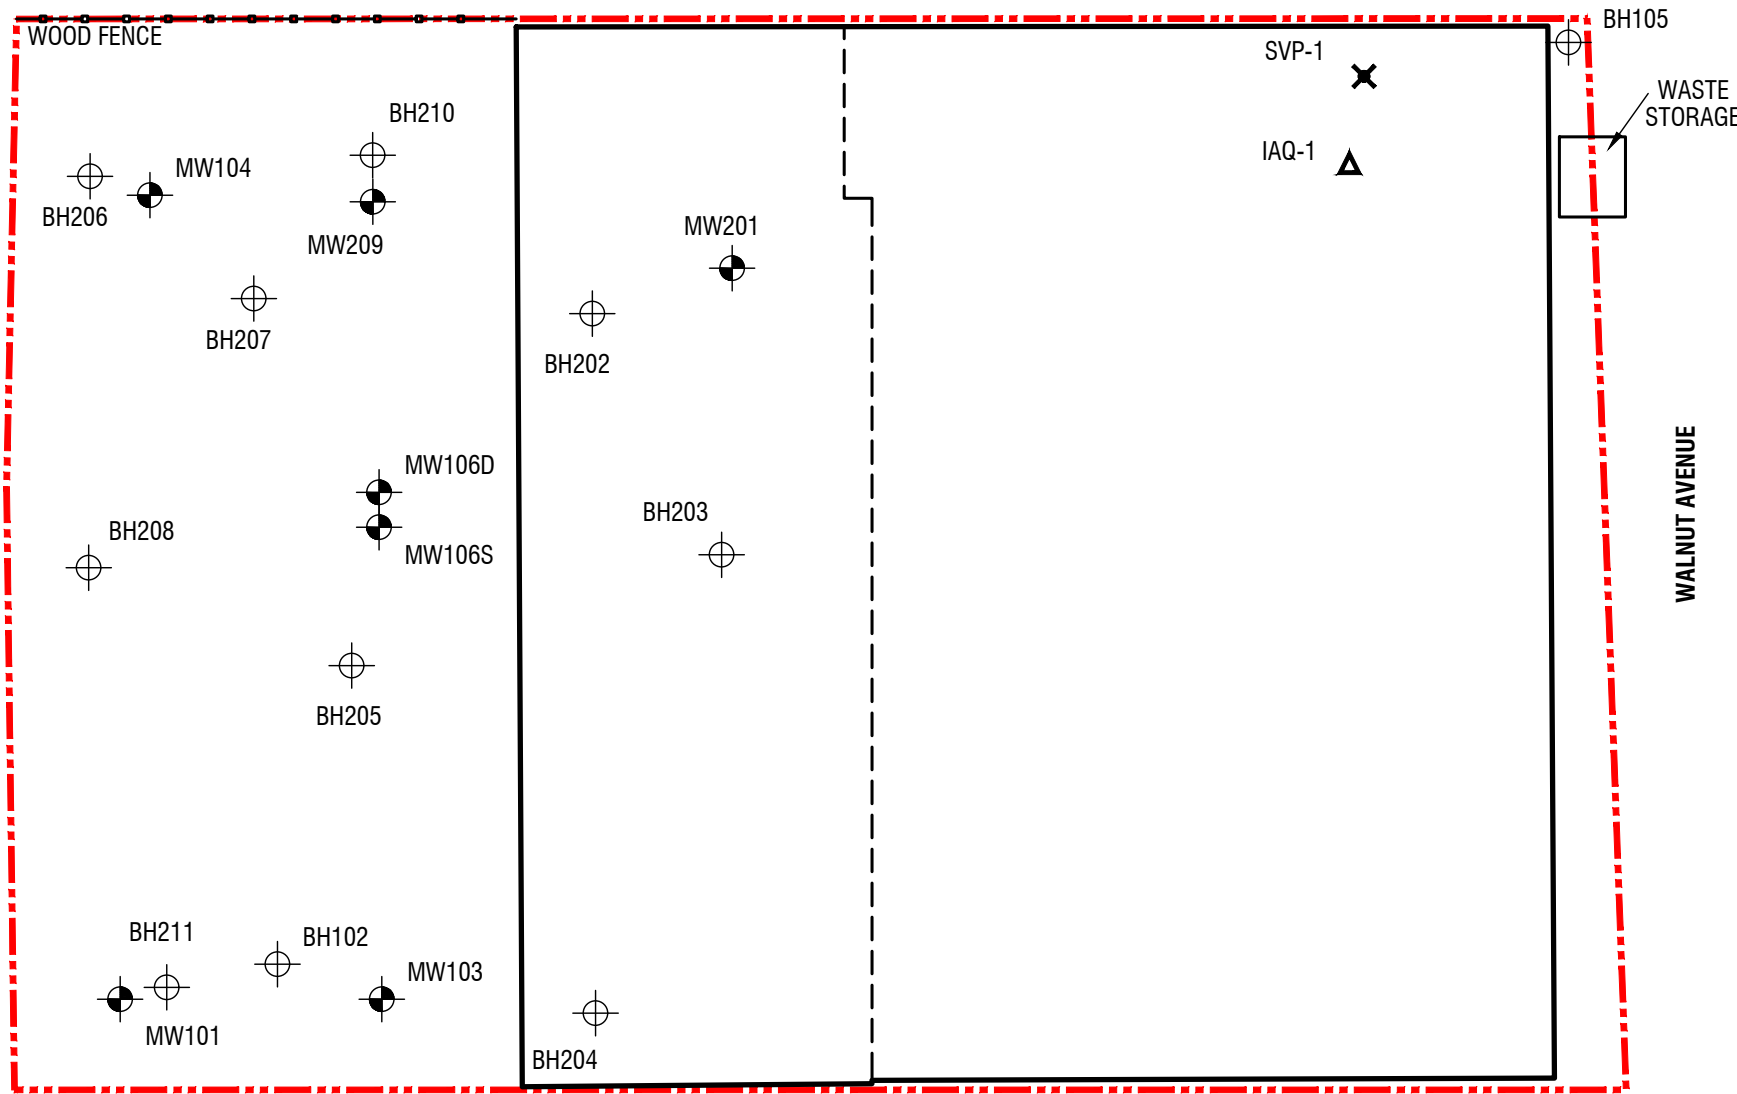 BH105
WOOD FENCE
SVP-1
WASTE
STORAGE
BH210
IAQ-1
MW104
BH206
MW209
MW201
BH207
BH202
MW106D
BH203
BH208
MW106S
WALNUT AVENUE
BH205
BH211
BH102
MW103
MW101
BH204